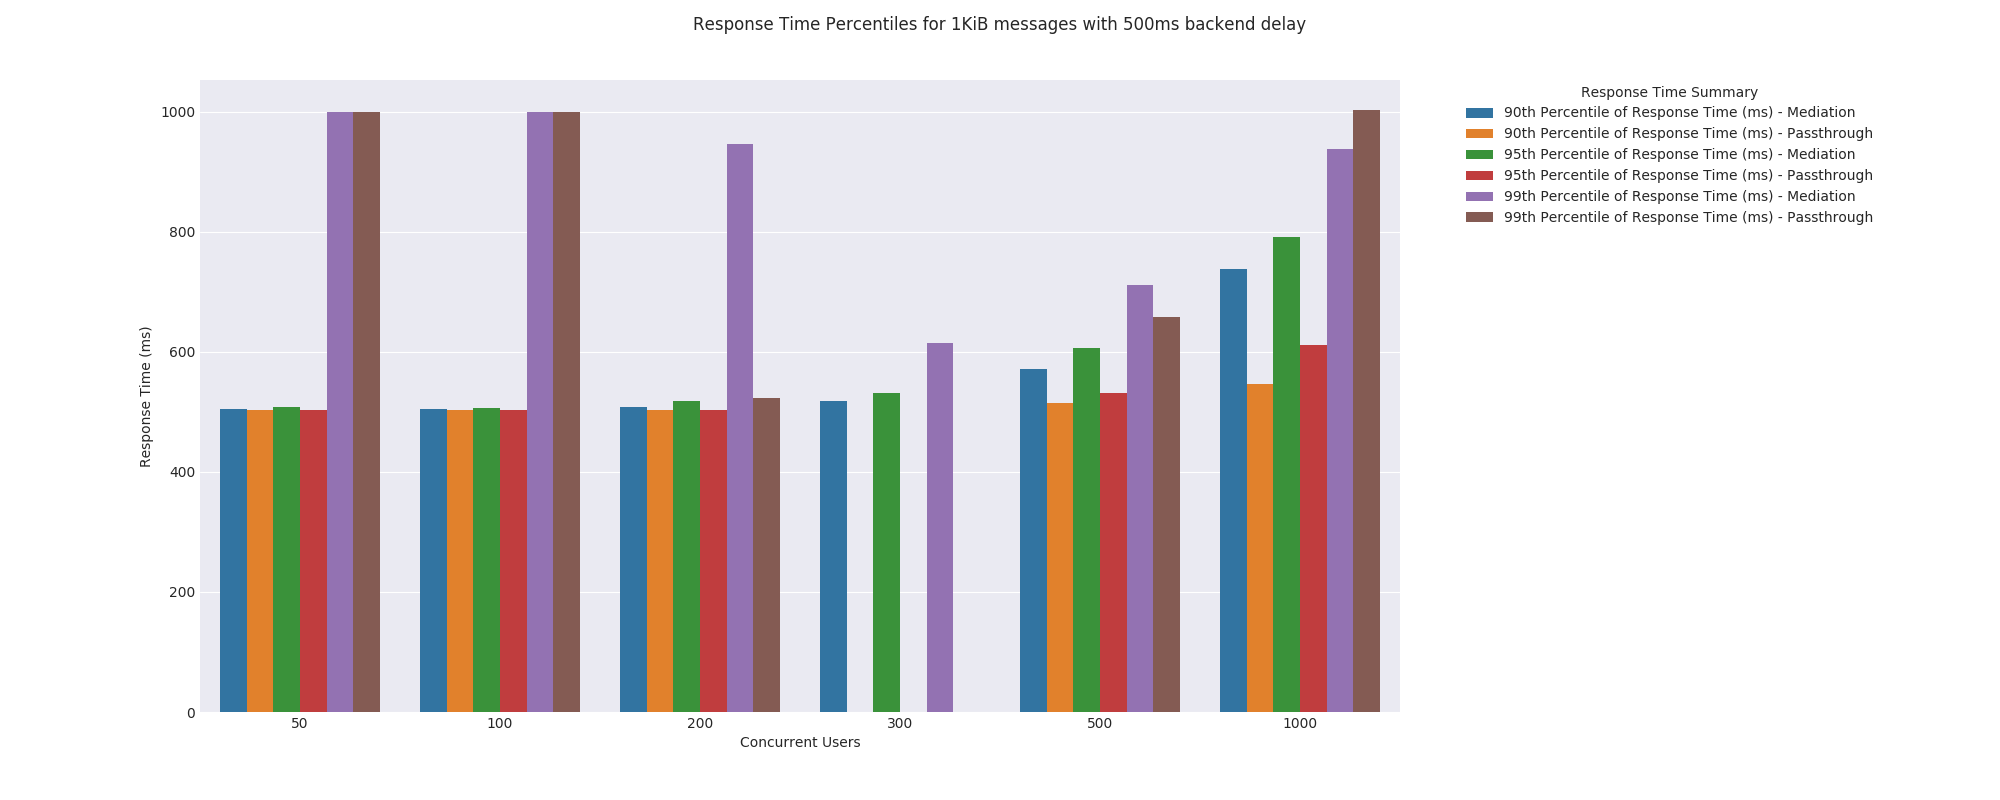 Response Time Percentiles for 1KiB messages with 500ms backend delay
Response Time (ms)
1000
800
600
400
200
0
50
100
200
300
500
1000
Concurrent Users
Response Time Summary
90th Percentile of Response Time (ms) - Mediation
90th Percentile of Response Time (ms) - Passthrough
95th Percentile of Response Time (ms) - Mediation
95th Percentile of Response Time (ms) - Passthrough
99th Percentile of Response Time (ms) - Mediation
99th Percentile of Response Time (ms) - Passthrough